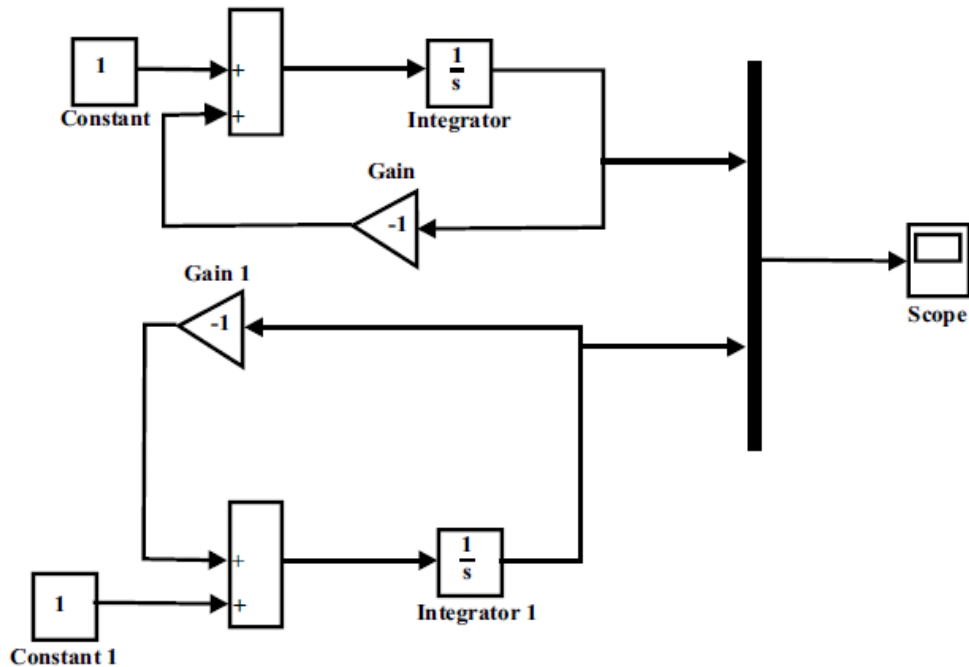 1
Constant
+
+
1
s
Integrator
Gain
-1
Gain 1
-1
Scope
+
+
1
s
Integrator 1
1
Constant 1